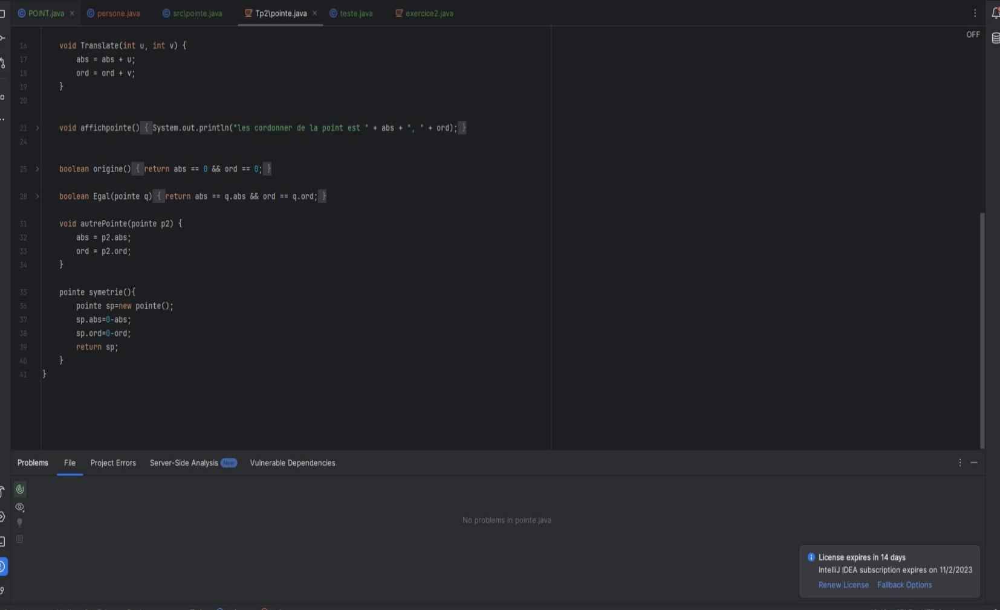 POINT.java × persone.java src\pointe.java Tp2\pointe.java × teste.java exercice2.java
OFF
16 void Translate(int u, int v) {
17 abs = abs + u;
18 ord = ord + v;
19 }
20
21 void affichpointe() { System.out.println("les cordonner de la point est " + abs + ", " + ord); }
24
25 boolean origine() { return abs == 0 && ord == 0; }
28 boolean Egal(pointe q) { return abs == q.abs && ord == q.ord; }
31 void autrePointe(pointe p2) {
32 abs = p2.abs;
33 ord = p2.ord;
34 }
35 pointe symetrie(){
36 pointe sp=new pointe();
37 sp.abs=0-abs;
38 sp.ord=0-ord;
39 return sp;
40 }
41 }
Problems File Project Errors Server-Side Analysis New Vulnerable Dependencies
No problems in pointe.java
License expires in 14 days
IntelliJ IDEA subscription expires on 11/2/2023
Renew License Fallback Options